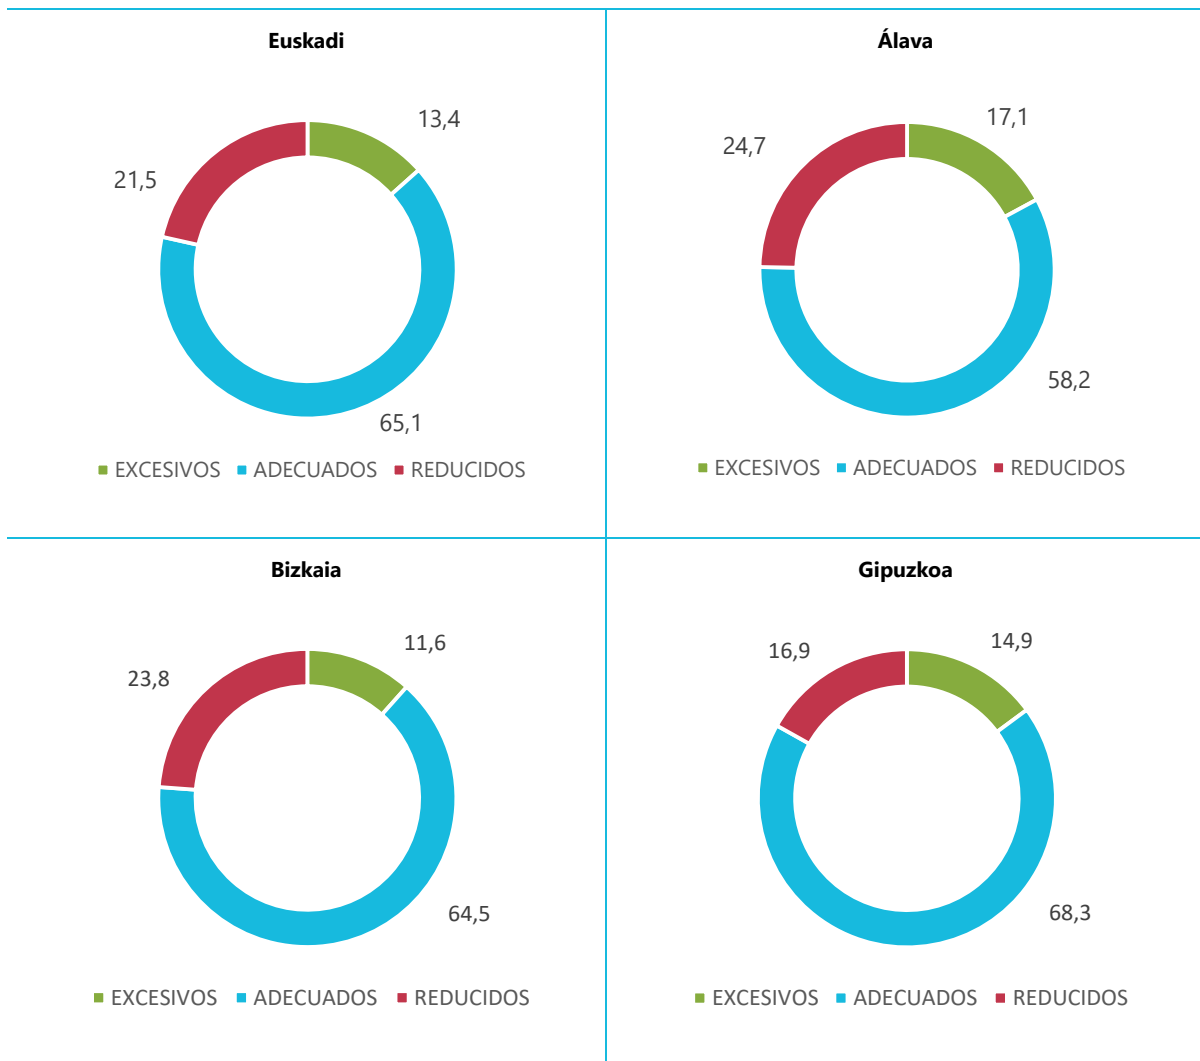 Euskadi
13,4
21,5
65,1
EXCESIVOS ADECUADOS REDUCIDOS
Álava
17,1
24,7
58,2
EXCESIVOS ADECUADOS REDUCIDOS
Bizkaia
11,6
23,8
64,5
EXCESIVOS ADECUADOS REDUCIDOS
Gipuzkoa
14,9
16,9
68,3
EXCESIVOS ADECUADOS REDUCIDOS